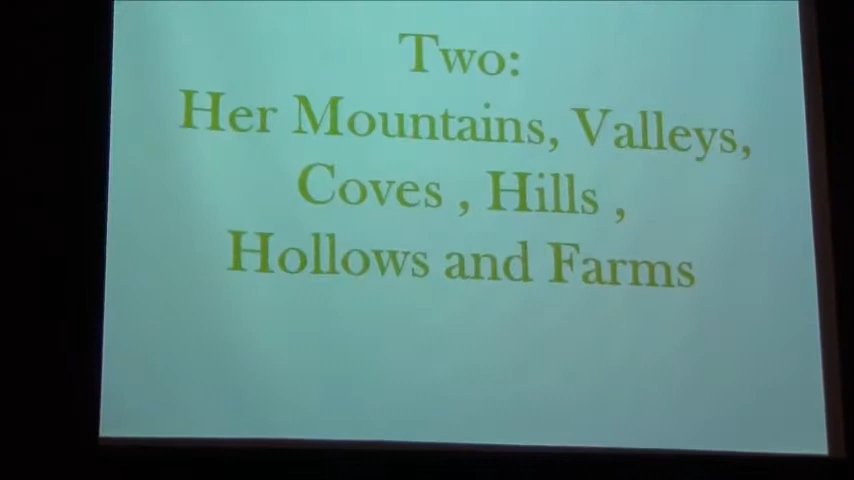 Two:
Her Mountains, Valleys,
Coves , Hills ,
Hollows and Farms